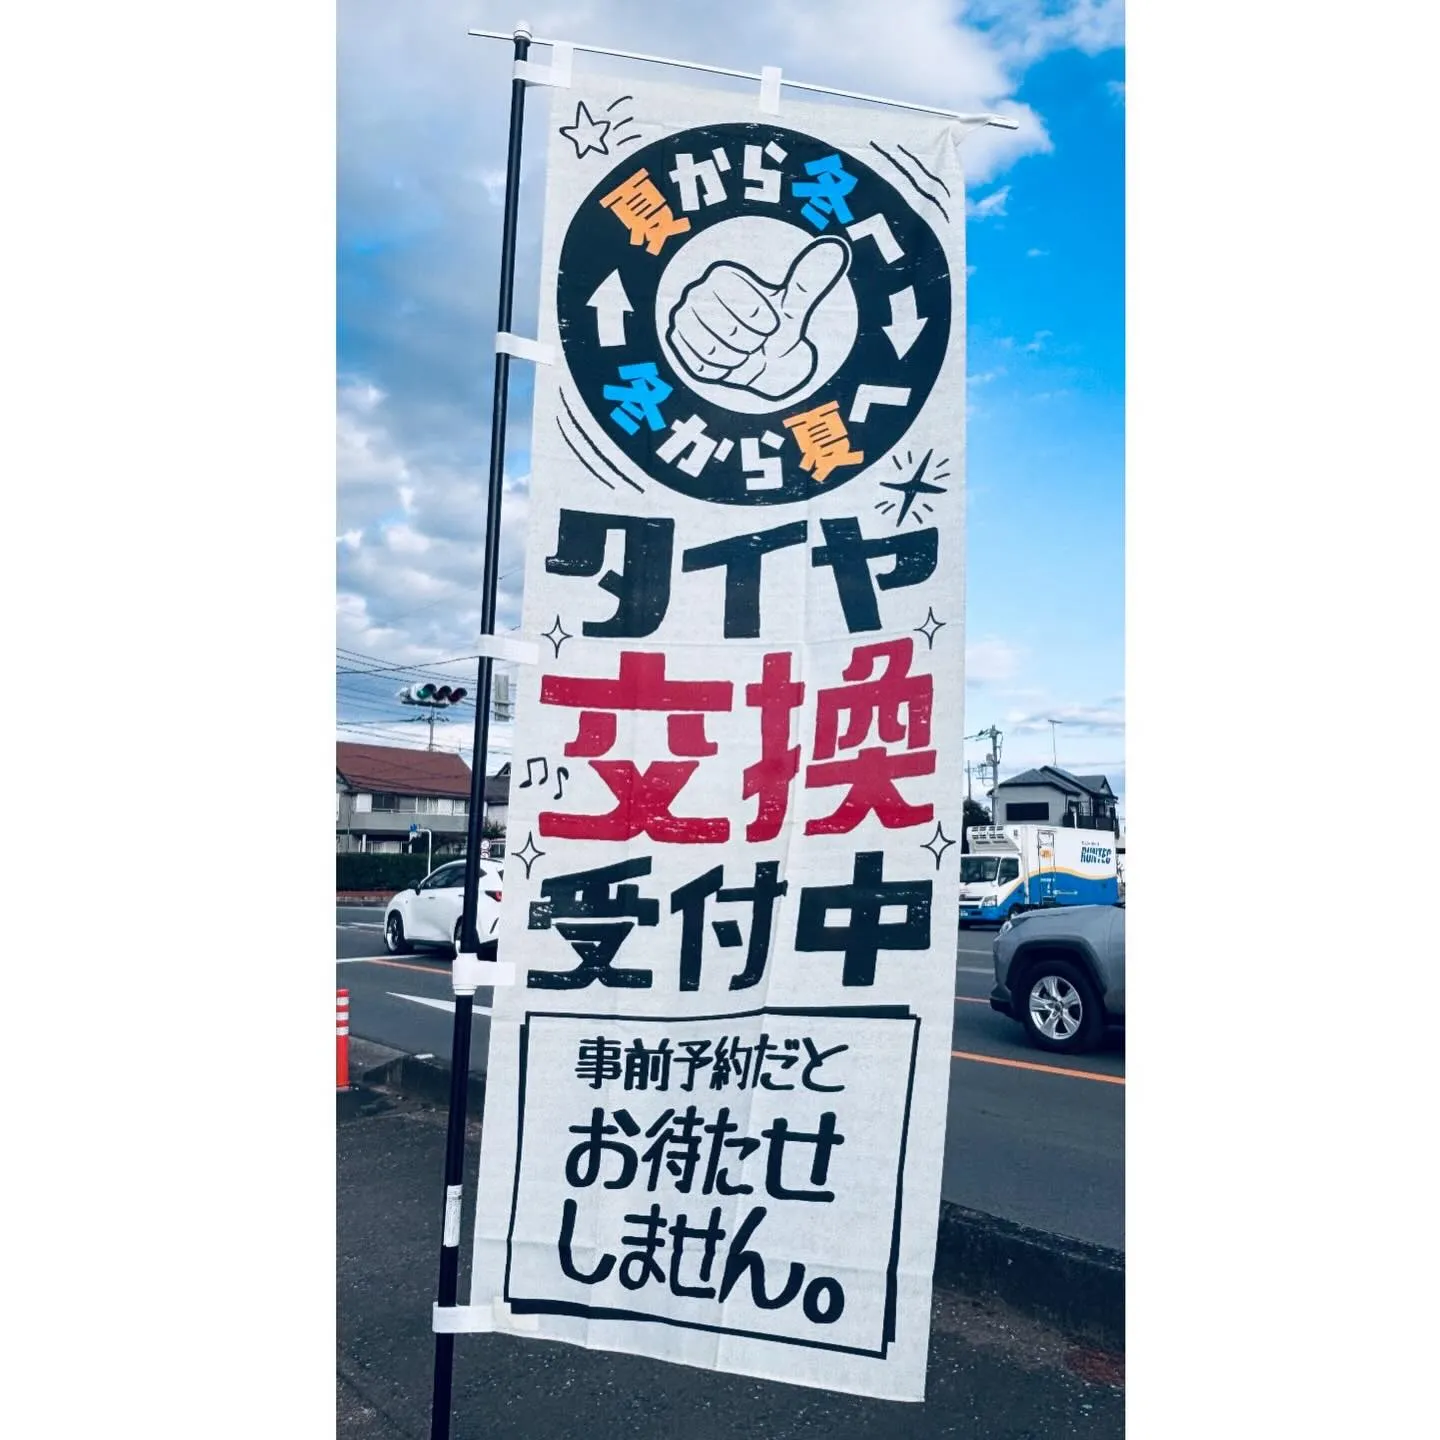 夏から冬へ
冬から夏へ
タイヤ
交換
受付中
事前予約だと
お待たせ
しません。
RUNTEC